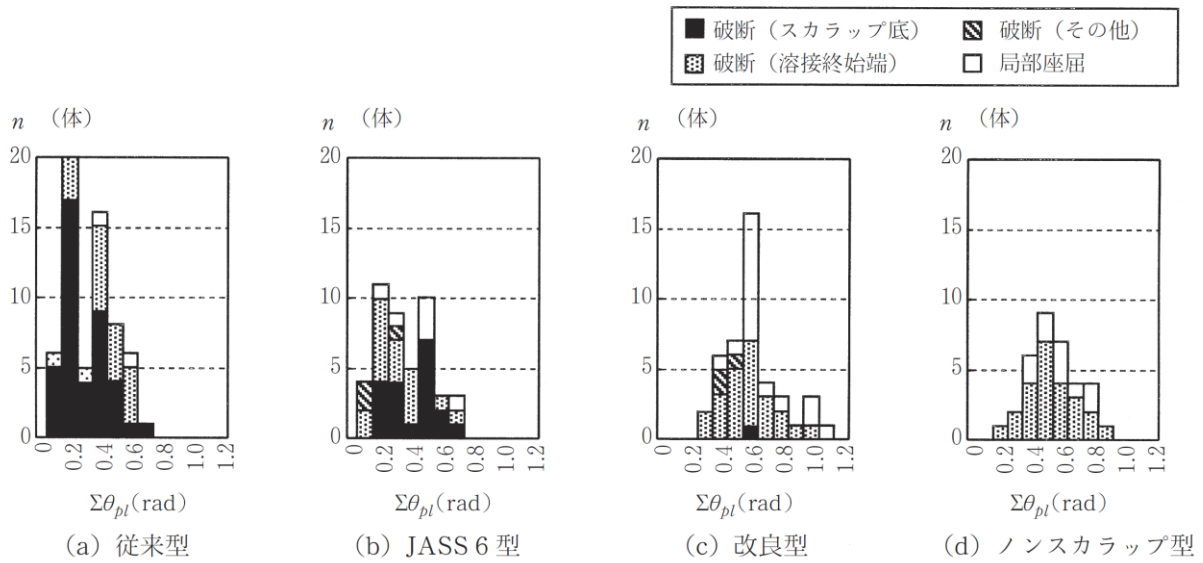 破断（スカラップ底） 破断（その他）
破断（溶接終始端） 局部座屈
n （体）
20
15
10
5
0
0 0.2 0.4 0.6 0.8 1.0 1.2
Σθpl(rad)
(a) 従来型
n （体）
20
15
10
5
0
0 0.2 0.4 0.6 0.8 1.0 1.2
Σθpl(rad)
(b) JASS 6 型
n （体）
20
15
10
5
0
0 0.2 0.4 0.6 0.8 1.0 1.2
Σθpl(rad)
(c) 改良型
n （体）
20
15
10
5
0
0 0.2 0.4 0.6 0.8 1.0 1.2
Σθpl(rad)
(d) ノンスカラップ型